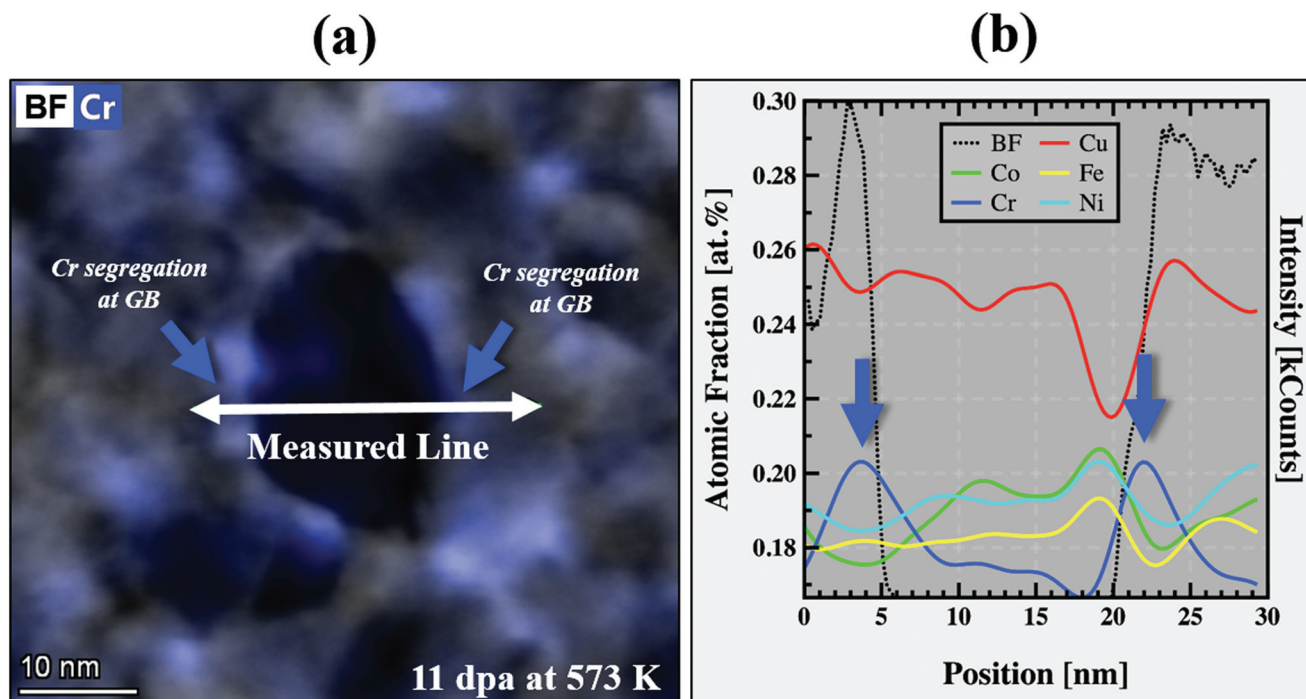 (a)
(b)
BF Cr
Cr segregation
at GB
Cr segregation
at GB
Measured Line
10 nm
11 dpa at 573 K
Atomic Fraction [at.%]
0.30
0.28
0.26
0.24
0.22
0.20
0.18
BF
Cu
Co
Fe
Cr
Ni
Intensity [kCounts]
0
5
10
15
20
25
30
Position [nm]